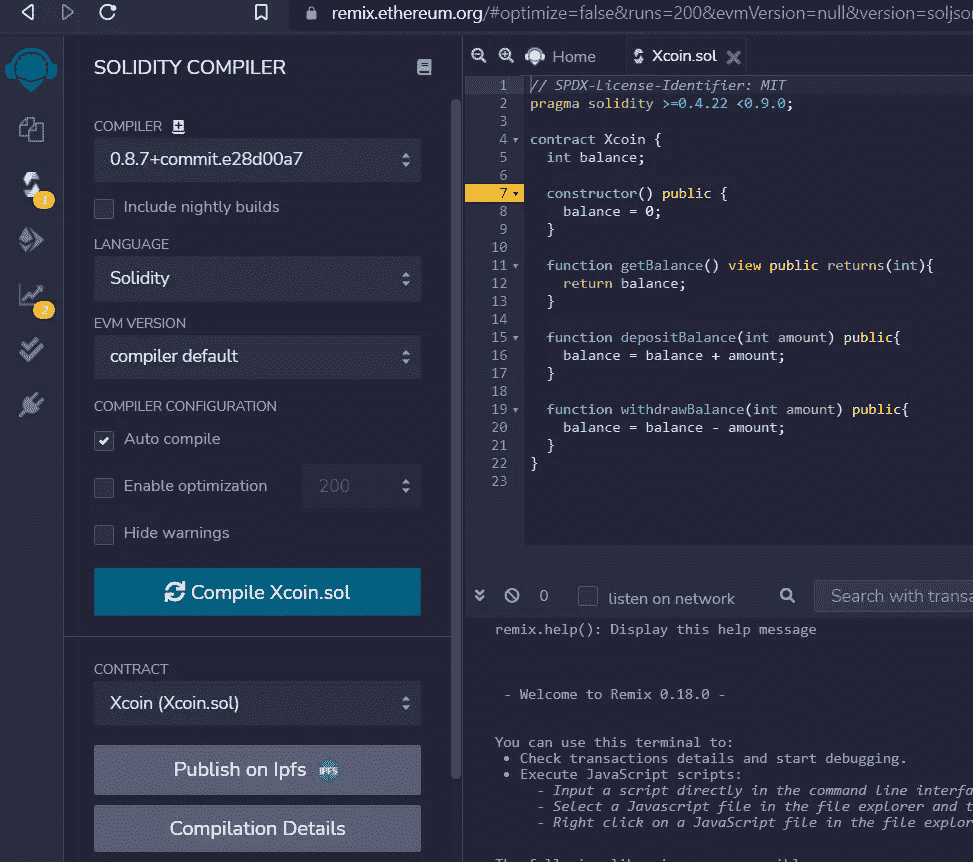 remix.ethereum.org/#optimize=false&runs=200&evmVersion=null&version=soljso
SOLIDITY COMPILER
COMPILER
0.8.7+commit.e28d00a7
Include nightly builds
LANGUAGE
Solidity
EVM VERSION
compiler default
COMPILER CONFIGURATION
Auto compile
Enable optimization 200
Hide warnings
Compile Xcoin.sol
CONTRACT
Xcoin (Xcoin.sol)
Publish on Ipfs IPFS
Compilation Details
1
2
Home Xcoin.sol
1 // SPDX-License-Identifier: MIT
2 pragma solidity >=0.4.22 <0.9.0;
3
4 contract Xcoin {
5 int balance;
6
7 constructor() public {
8 balance = 0;
9 }
10
11 function getBalance() view public returns(int){
12 return balance;
13 }
14
15 function depositBalance(int amount) public{
16 balance = balance + amount;
17 }
18
19 function withdrawBalance(int amount) public{
20 balance = balance - amount;
21 }
22 }
23
0 listen on network Search with transa
remix.help(): Display this help message
- Welcome to Remix 0.18.0 -
You can use this terminal to:
• Check transactions details and start debugging.
• Execute JavaScript scripts:
- Input a script directly in the command line interfa
- Select a Javascript file in the file explorer and t
- Right click on a JavaScript file in the file explor